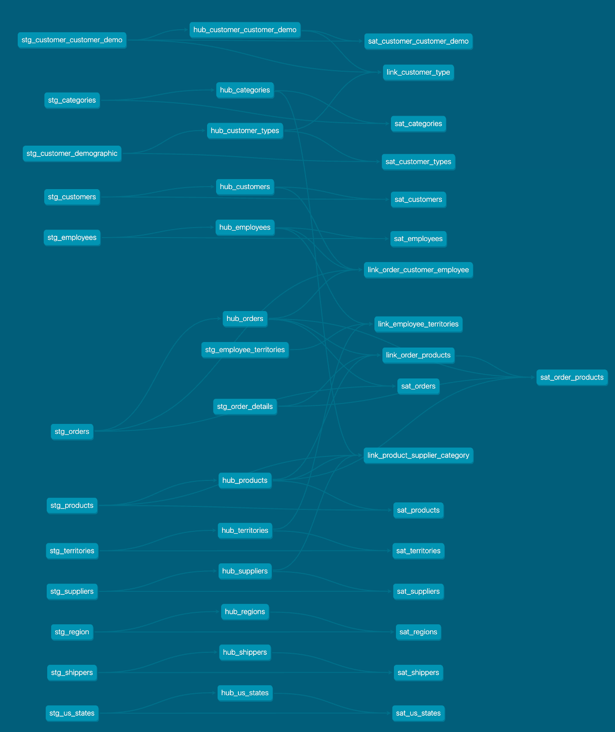 hub_customer_customer_demo
stg_customer_customer_demo
sat_customer_customer_demo
link_customer_type
hub_categories
stg_categories
sat_categories
hub_customer_types
stg_customer_demographic
sat_customer_types
hub_customers
stg_customers
sat_customers
hub_employees
stg_employees
sat_employees
link_order_customer_employee
hub_orders
link_employee_territories
stg_employee_territories
link_order_products
sat_order_products
sat_orders
stg_order_details
stg_orders
link_product_supplier_category
hub_products
stg_products
sat_products
hub_territories
stg_territories
sat_territories
hub_suppliers
stg_suppliers
sat_suppliers
hub_regions
stg_region
sat_regions
hub_shippers
stg_shippers
sat_shippers
hub_us_states
stg_us_states
sat_us_states